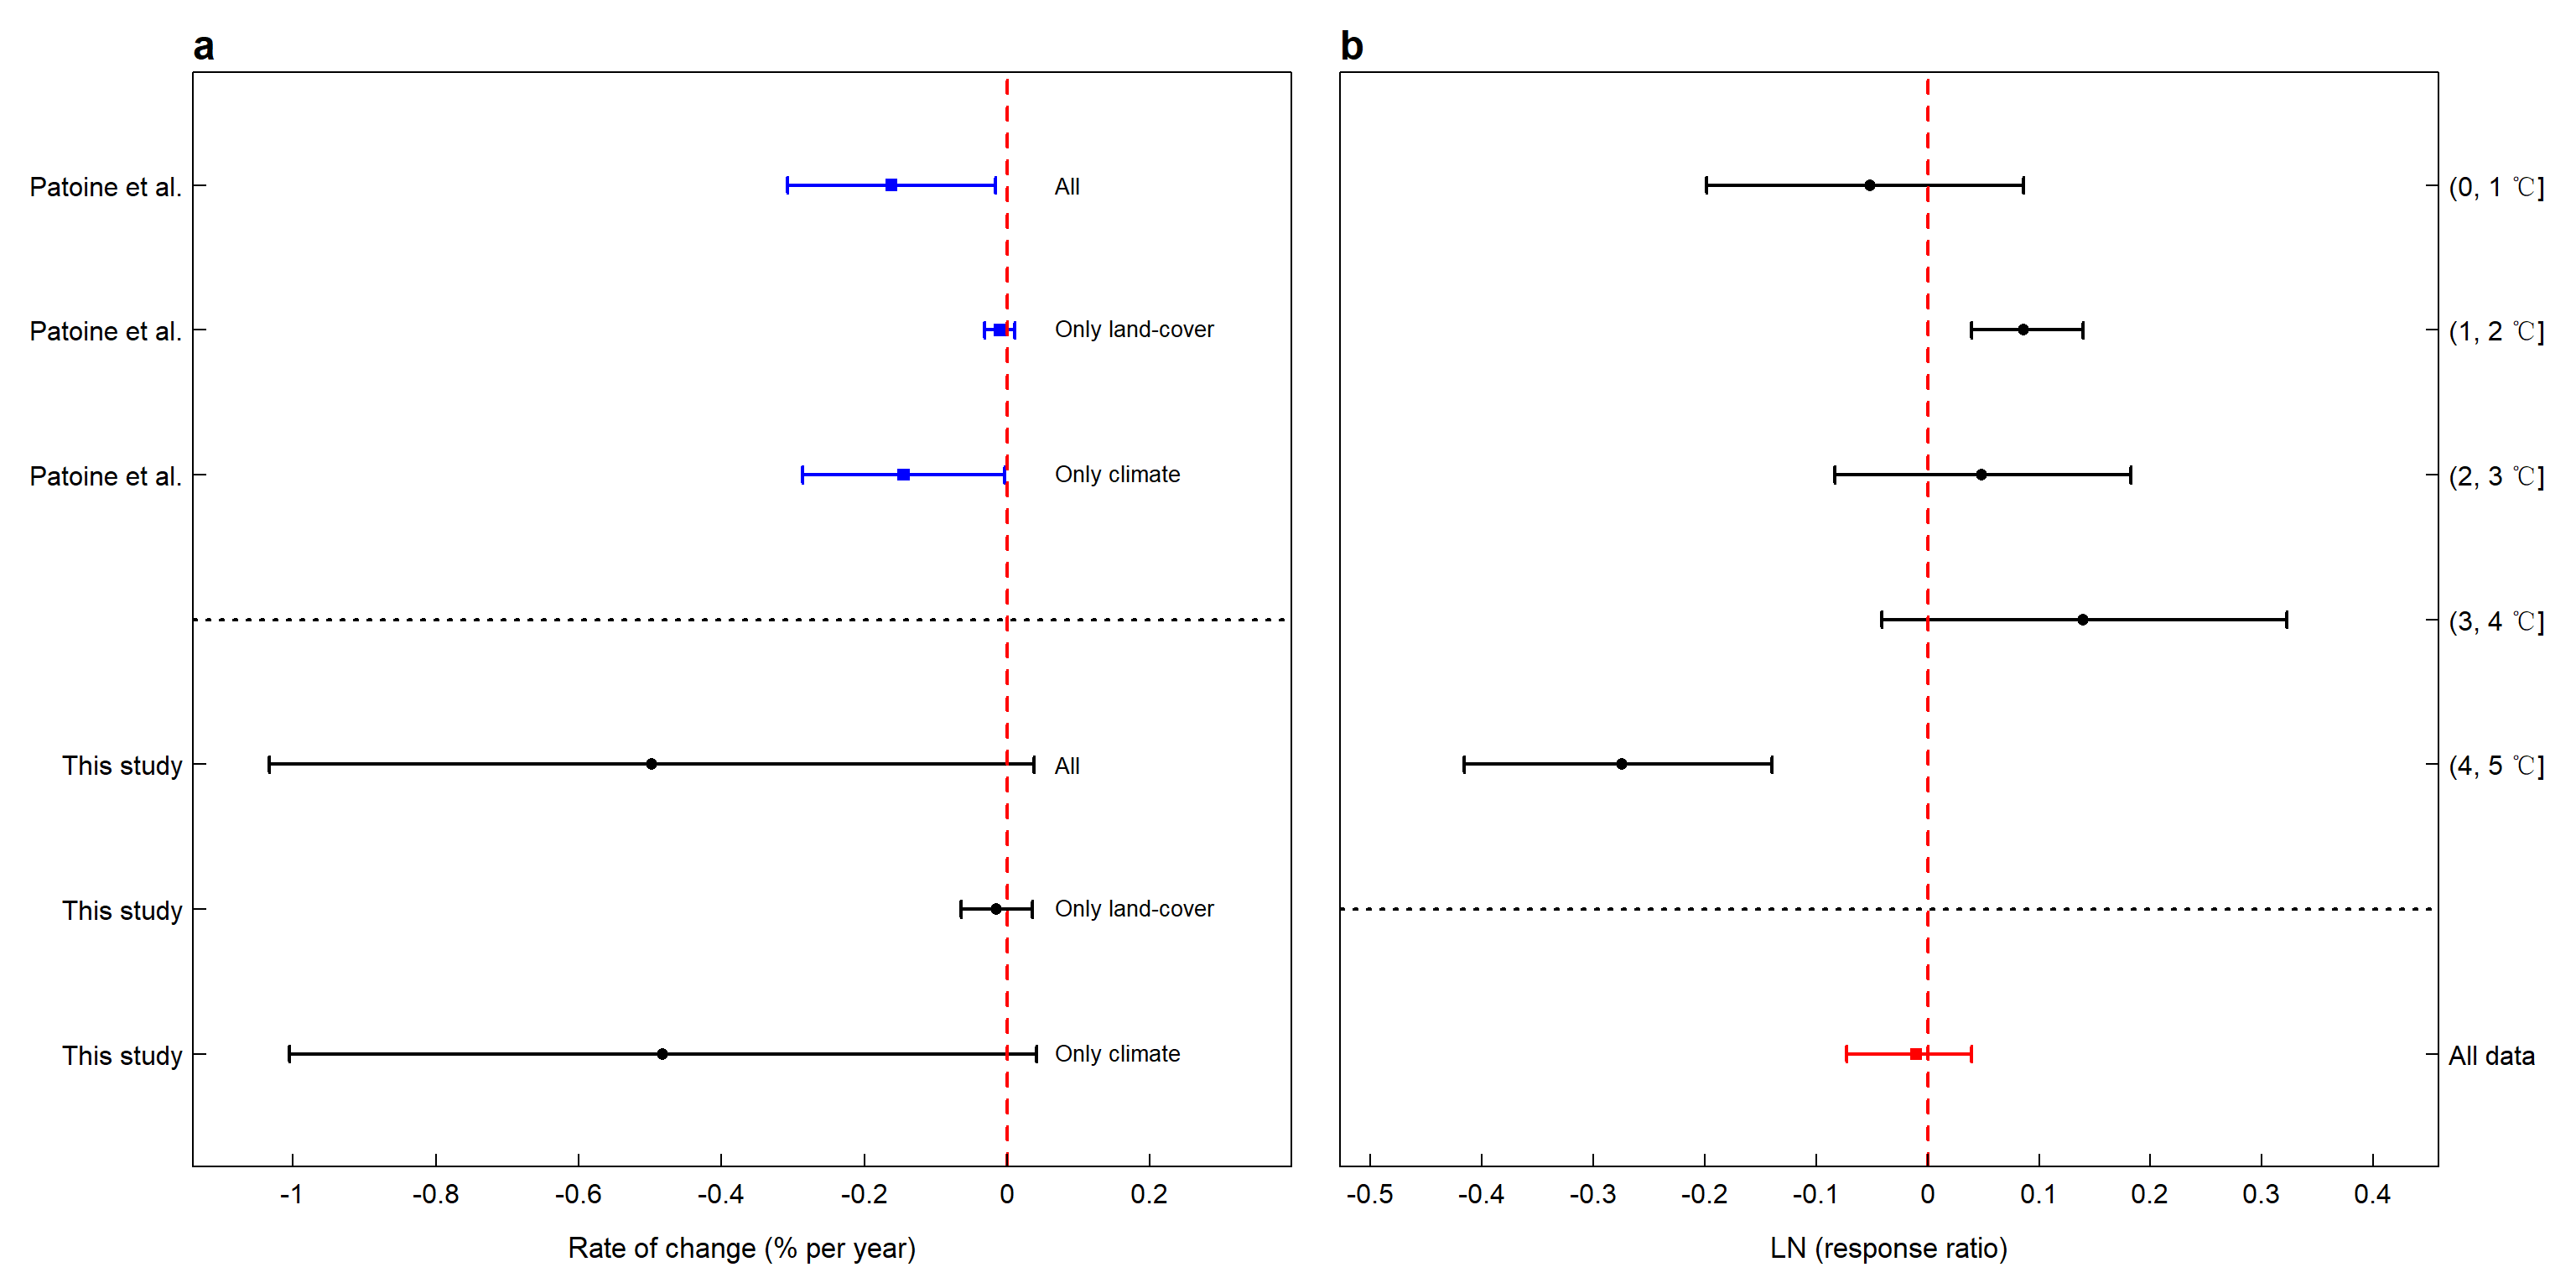 a
Patoine et al. All
Patoine et al. Only land-cover
Patoine et al. Only climate
This study All
This study Only land-cover
This study Only climate
-1 -0.8 -0.6 -0.4 -0.2 0 0.2
Rate of change (% per year)
b
(0, 1 ℃]
(1, 2 ℃]
(2, 3 ℃]
(3, 4 ℃]
(4, 5 ℃]
All data
-0.5 -0.4 -0.3 -0.2 -0.1 0 0.1 0.2 0.3 0.4
LN (response ratio)